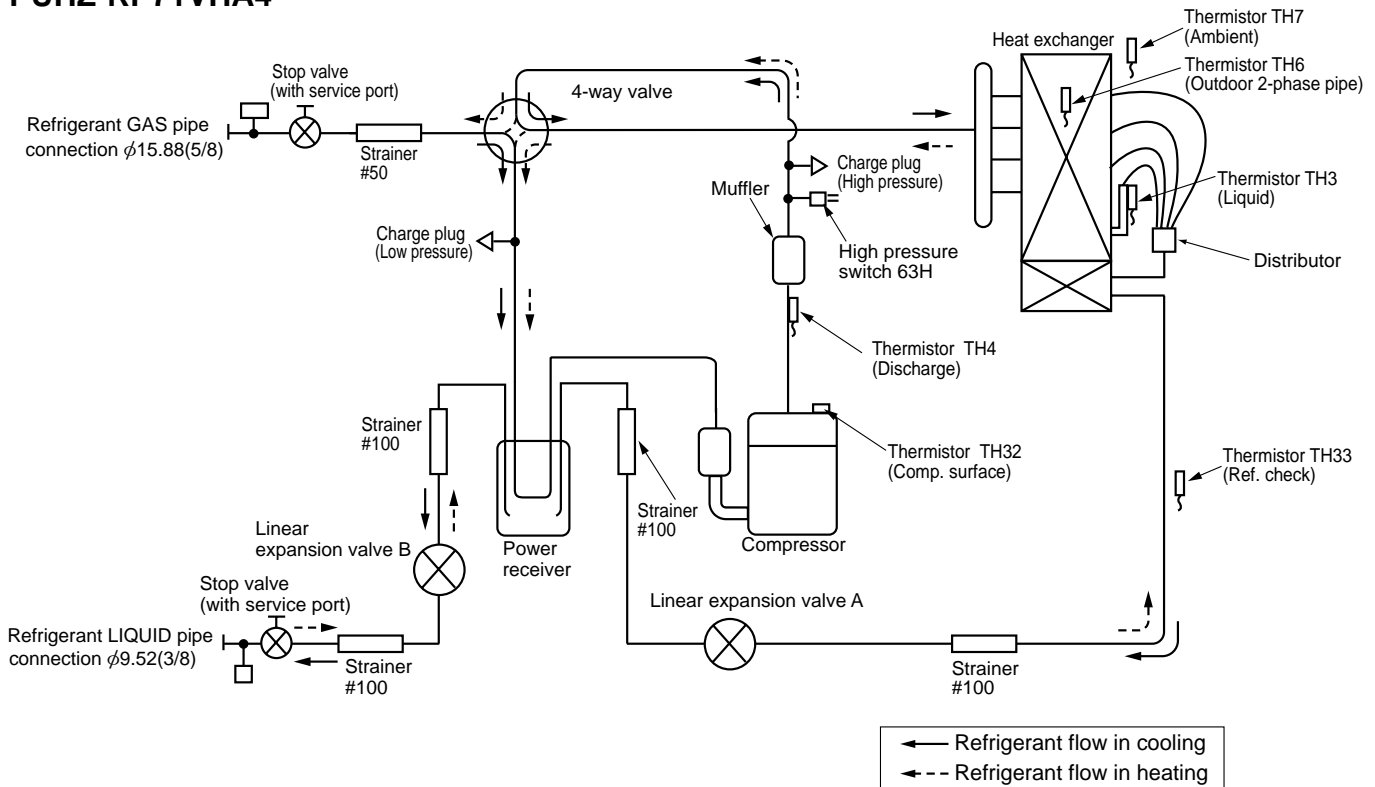 Thermistor TH7
(Ambient)
Heat exchanger
Thermistor TH6
(Outdoor 2-phase pipe)
Stop valve
(with service port)
4-way valve
Refrigerant GAS pipe
connection ϕ15.88(5/8)
Strainer
#50
Charge plug
(High pressure)
Muffler
Thermistor TH3
(Liquid)
Charge plug
(Low pressure)
High pressure
switch 63H
Distributor
Thermistor TH4
(Discharge)
Strainer
#100
Thermistor TH32
(Comp. surface)
Thermistor TH33
(Ref. check)
Strainer
#100
Linear
expansion valve B
Power
receiver
Compressor
Stop valve
(with service port)
Linear expansion valve A
Refrigerant LIQUID pipe
connection ϕ9.52(3/8)
Strainer
#100
Strainer
#100
Refrigerant flow in cooling
Refrigerant flow in heating